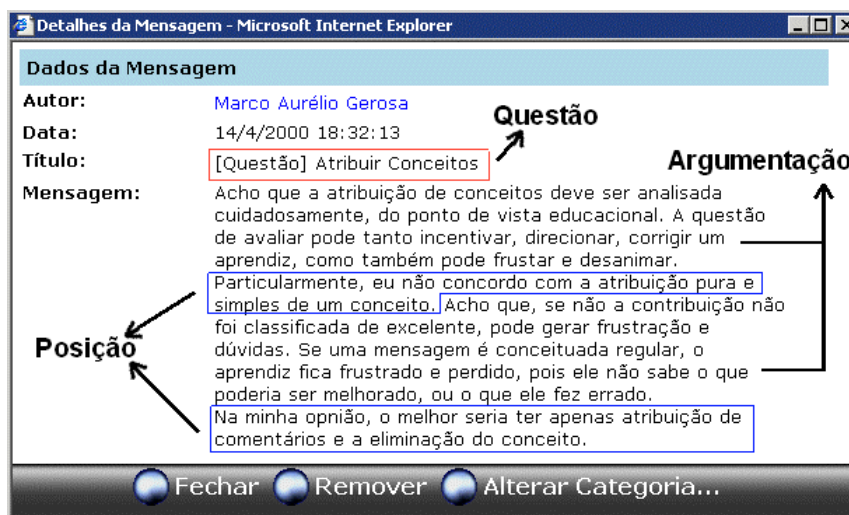 Detalhes da Mensagem - Microsoft Internet Explorer
Dados da Mensagem
Autor: Marco Aurélio Gerosa
Questão
Data: 14/4/2000 18:32:13
Título: [Questão] Atribuir Conceitos
Argumentação
Mensagem: Acho que a atribuição de conceitos deve ser analisada
cuidadosamente, do ponto de vista educacional. A questão
de avaliar pode tanto incentivar, direcionar, corrigir um
aprendiz, como também pode frustar e desanimar.
Particularmente, eu não concordo com a atribuição pura e
simples de um conceito. Acho que, se não a contribuição não
foi classificada de excelente, pode gerar frustração e
Posição
dúvidas. Se uma mensagem é conceituada regular, o
aprendiz fica frustrado e perdido, pois ele não sabe o que
poderia ser melhorado, ou o que ele fez errado.
Na minha opnião, o melhor seria ter apenas atribuição de
comentários e a eliminação do conceito.
Fechar Remover Alterar Categoria...